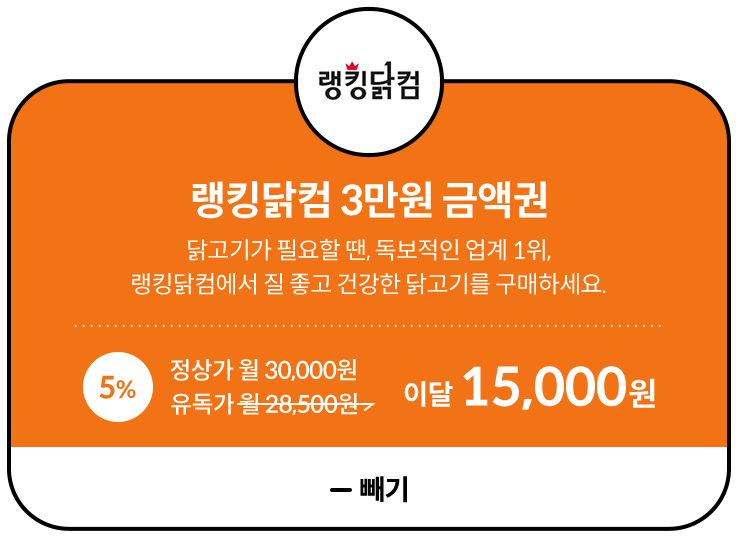 랭킹닭컴
랭킹닭컴 3만원 금액권
닭고기가 필요할 땐, 독보적인 업계 1위,
랭킹닭컴에서 질 좋고 건강한 닭고기를 구매하세요.
5%
정상가 월 30,000원
유독가 월 28,500원
이달 15,000원
— 빼기